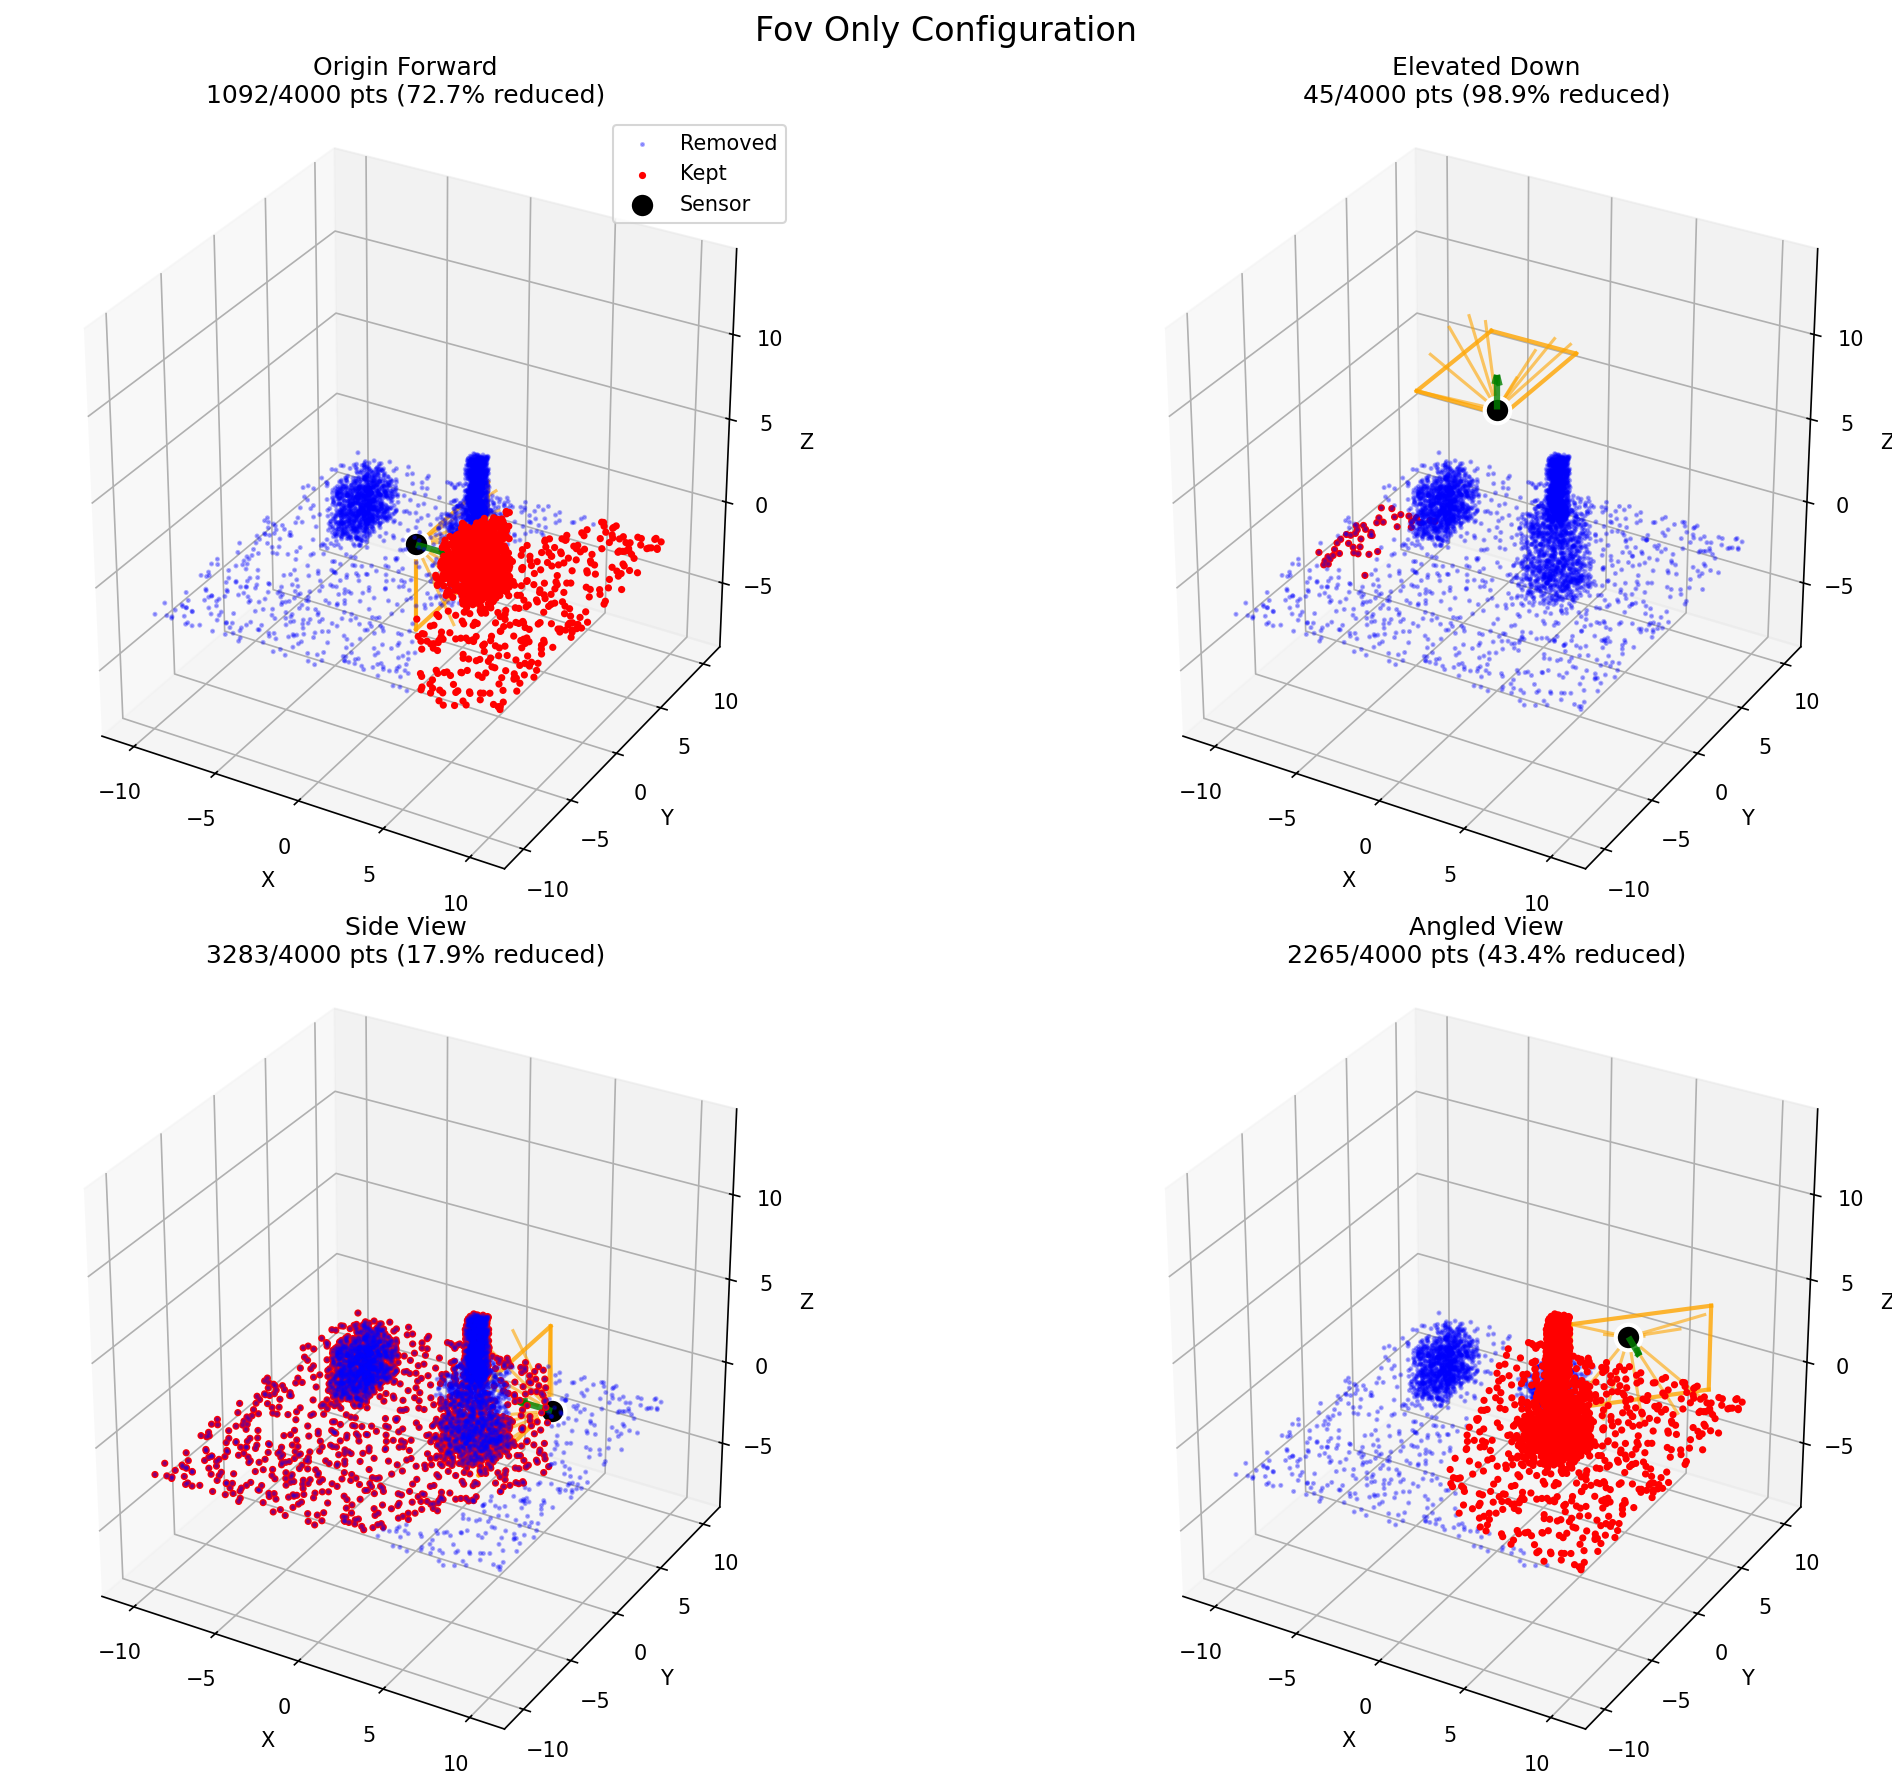 Fov Only Configuration
Origin Forward
1092/4000 pts (72.7% reduced)
Removed
Kept
Sensor
10
5
Z
0
−5
10
5
0
Y
−5
−10
−10
−5
0
X
5
10
Elevated Down
45/4000 pts (98.9% reduced)
10
5
Z
0
−5
10
5
0
Y
−5
−10
−10
−5
0
X
5
10
Side View
3283/4000 pts (17.9% reduced)
10
5
Z
0
−5
10
5
0
Y
−5
−10
−10
−5
0
X
5
10
Angled View
2265/4000 pts (43.4% reduced)
10
5
Z
0
−5
10
5
0
Y
−5
−10
−10
−5
0
X
5
10